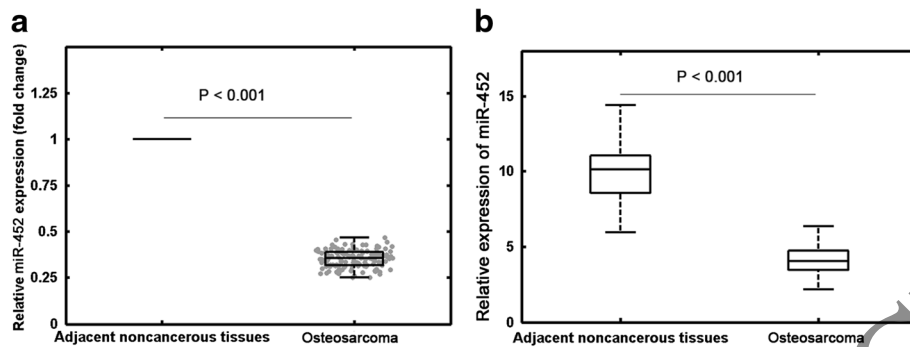 a
Relative miR-452 expression (fold change)
P < 0.001
1.25
1
0.75
0.5
0.25
0
Adjacent noncancerous tissues
Osteosarcoma
b
Relative expression of miR-452
P < 0.001
15
10
5
0
Adjacent noncancerous tissues
Osteosarcoma